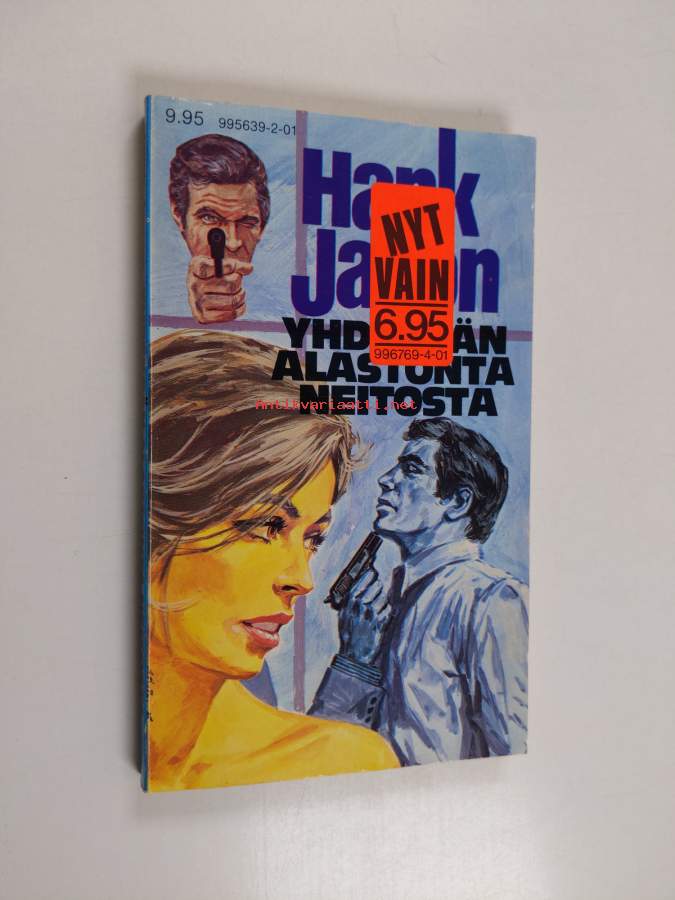 9.95 995639-2-01
Hank
Ja on
NYT
VAIN
6.95
996769-4-01
YHD ÄN
ALASTONTA
NEITOSTA
Antikvariaatti.net